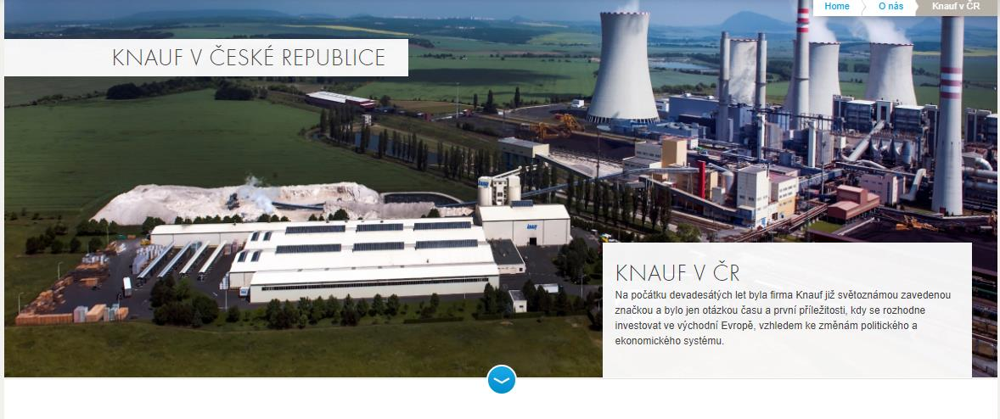 Home
O nás
Knauf v ČR
KNAUF V ČESKÉ REPUBLICE
KNAUF
KNAUF V ČR
Na počátku devadesátých let byla firma Knauf již světoznámou zavedenou
značkou a bylo jen otázkou času a první příležitosti, kdy se rozhodne
investovat ve východní Evropě, vzhledem ke změnám politického a
ekonomického systému.